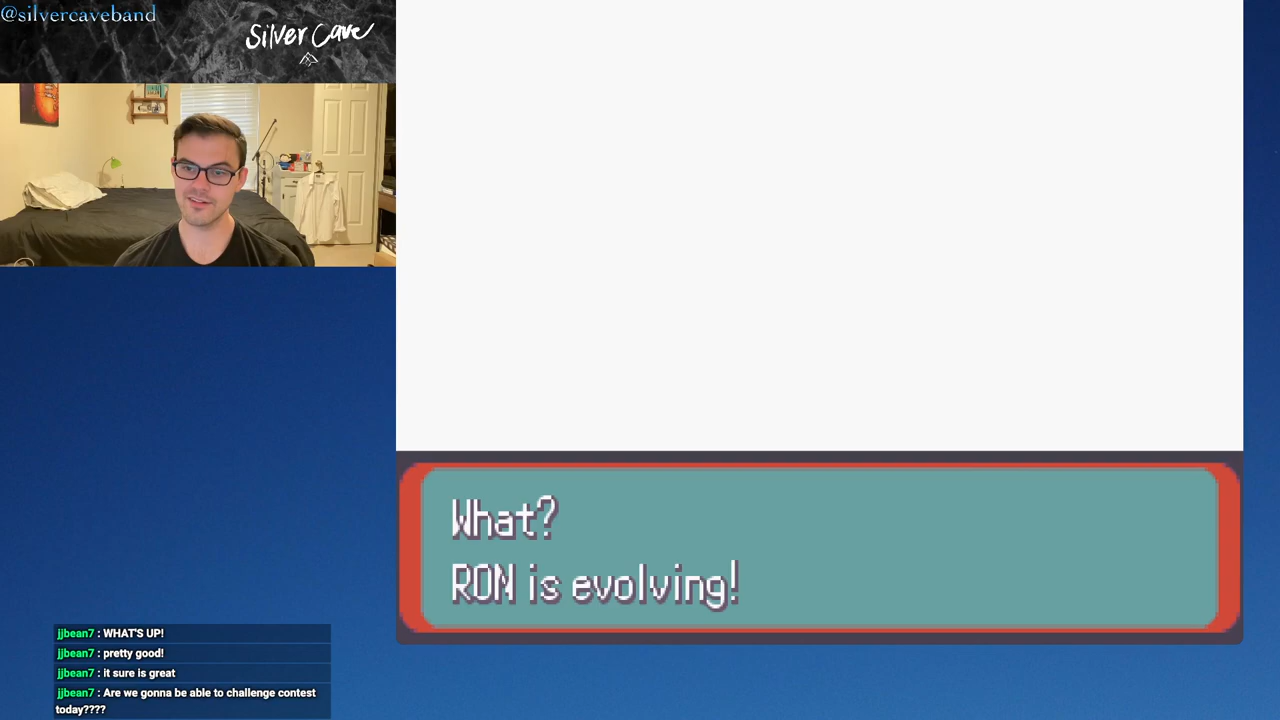 @silvercaveband
Silver Cave
What?
RON is evolving!
jjbean7 : WHAT'S UP!
jjbean7 : pretty good!
jjbean7 : it sure is great
jjbean7 : Are we gonna be able to challenge contest
today????